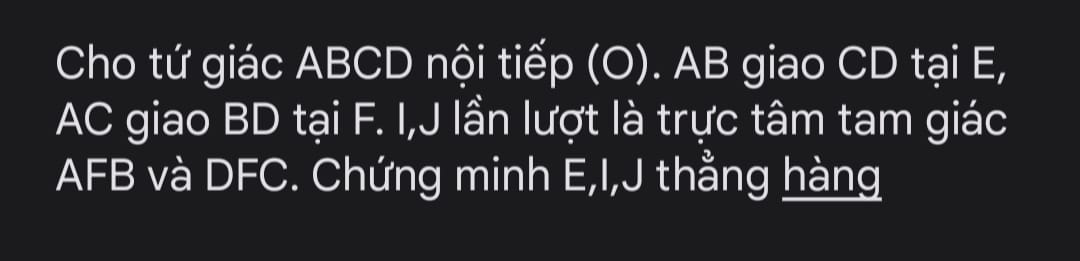 Cho tứ giác ABCD nội tiếp (O). AB giao CD tại E,
AC giao BD tại F. I,J lần lượt là trực tâm tam giác
AFB và DFC. Chứng minh E,I,J thẳng hàng